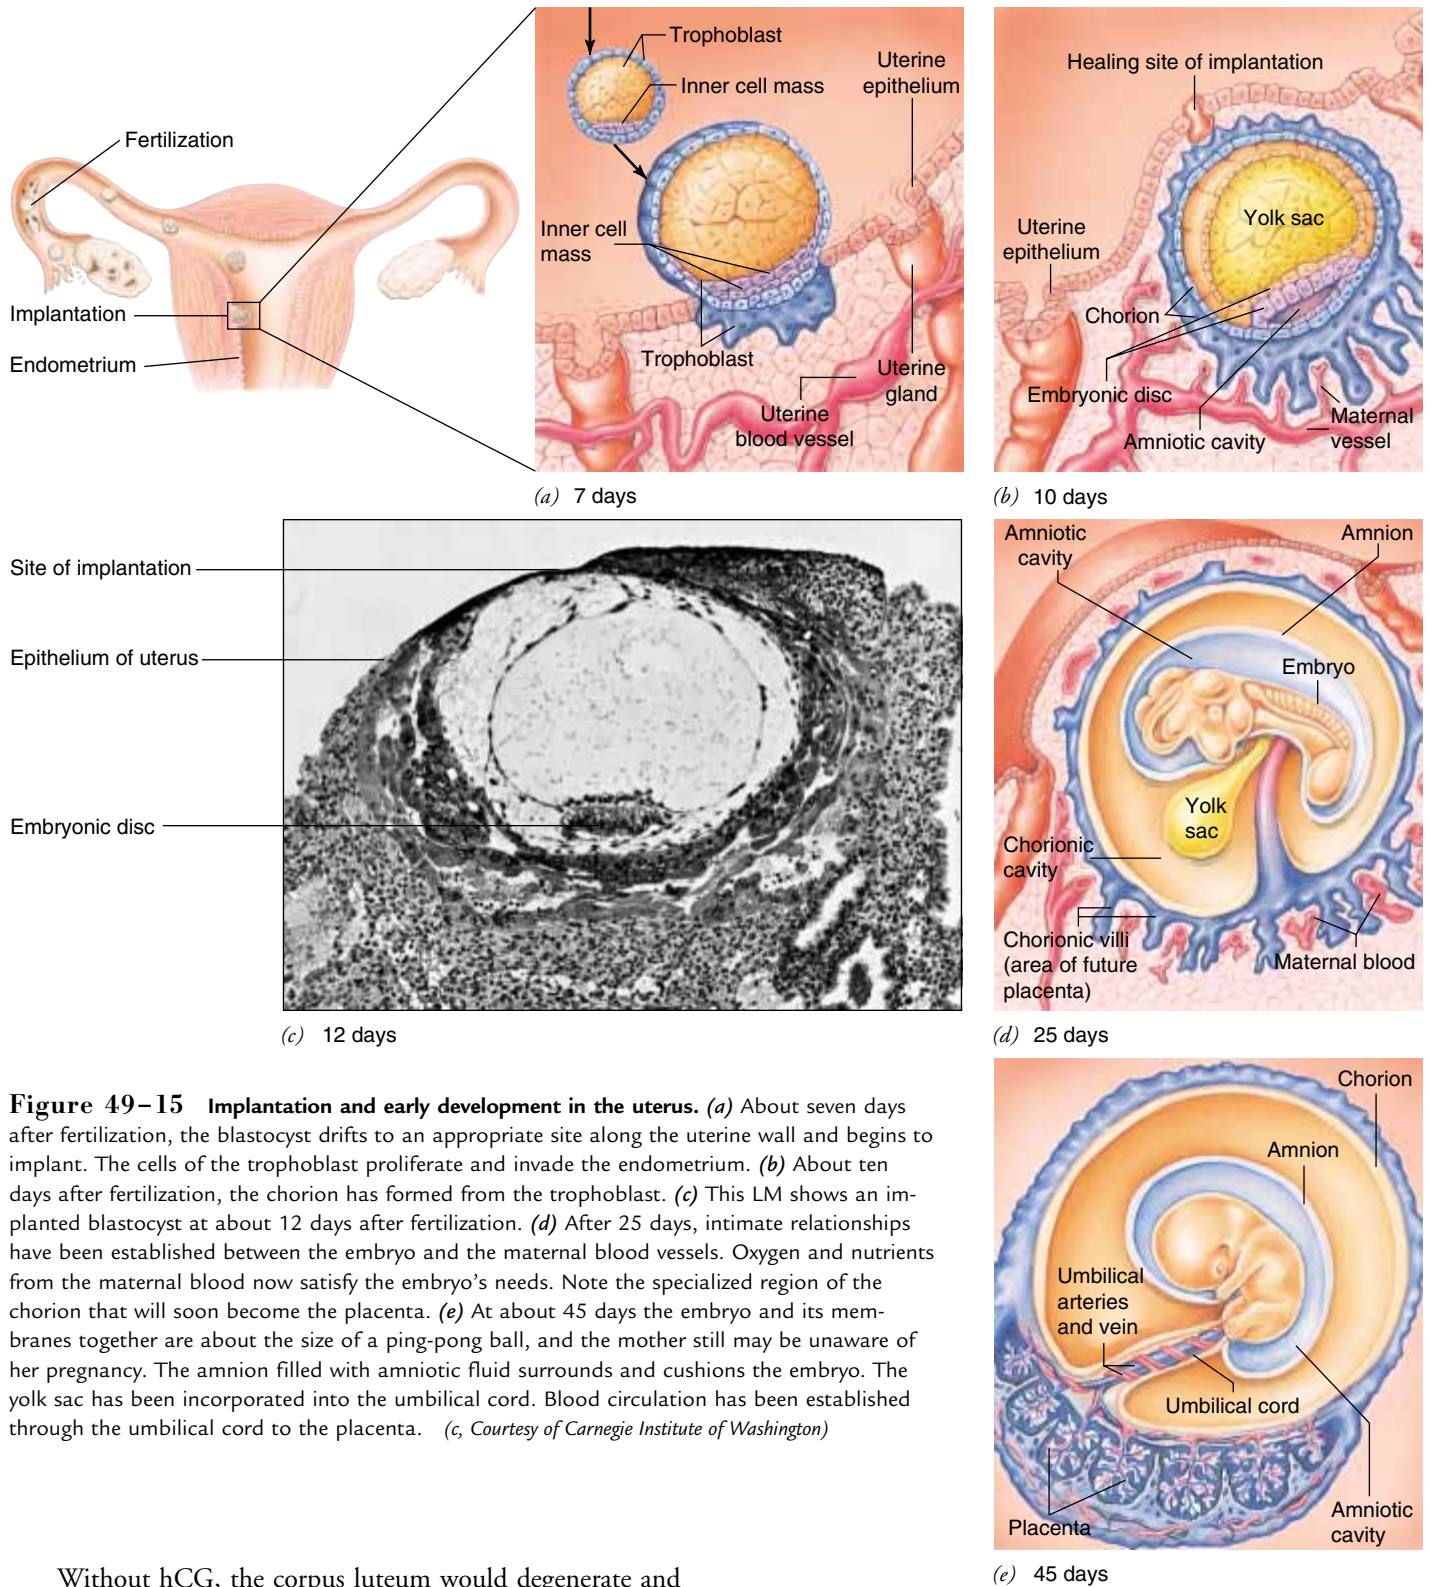 Fertilization
Implantation
Endometrium
Trophoblast
Inner cell mass
Uterine
epithelium
Inner cell
mass
Trophoblast
Uterine
gland
Uterine
blood vessel
(a) 7 days
Healing site of implantation
Yolk sac
Uterine
epithelium
Chorion
Embryonic disc
Maternal
vessel
Amniotic cavity
(b) 10 days
Site of implantation
Epithelium of uterus
Embryonic disc
(c) 12 days
Amniotic
cavity
Amnion
Embryo
Yolk
sac
Chorionic
cavity
Chorionic villi
(area of future
placenta)
Maternal blood
(d) 25 days
Chorion
Amnion
Umbilical
arteries
and vein
Umbilical cord
Placenta
Amniotic
cavity
(e) 45 days
Figure 49–15 Implantation and early development in the uterus. (a) About seven days
after fertilization, the blastocyst drifts to an appropriate site along the uterine wall and begins to
implant. The cells of the trophoblast proliferate and invade the endometrium. (b) About ten
days after fertilization, the chorion has formed from the trophoblast. (c) This LM shows an im-
planted blastocyst at about 12 days after fertilization. (d) After 25 days, intimate relationships
have been established between the embryo and the maternal blood vessels. Oxygen and nutrients
from the maternal blood now satisfy the embryo's needs. Note the specialized region of the
chorion that will soon become the placenta. (e) At about 45 days the embryo and its mem-
branes together are about the size of a ping-pong ball, and the mother still may be unaware of
her pregnancy. The amnion filled with amniotic fluid surrounds and cushions the embryo. The
yolk sac has been incorporated into the umbilical cord. Blood circulation has been established
through the umbilical cord to the placenta. (c, Courtesy of Carnegie Institute of Washington)
Without hCG, the corpus luteum would degenerate and